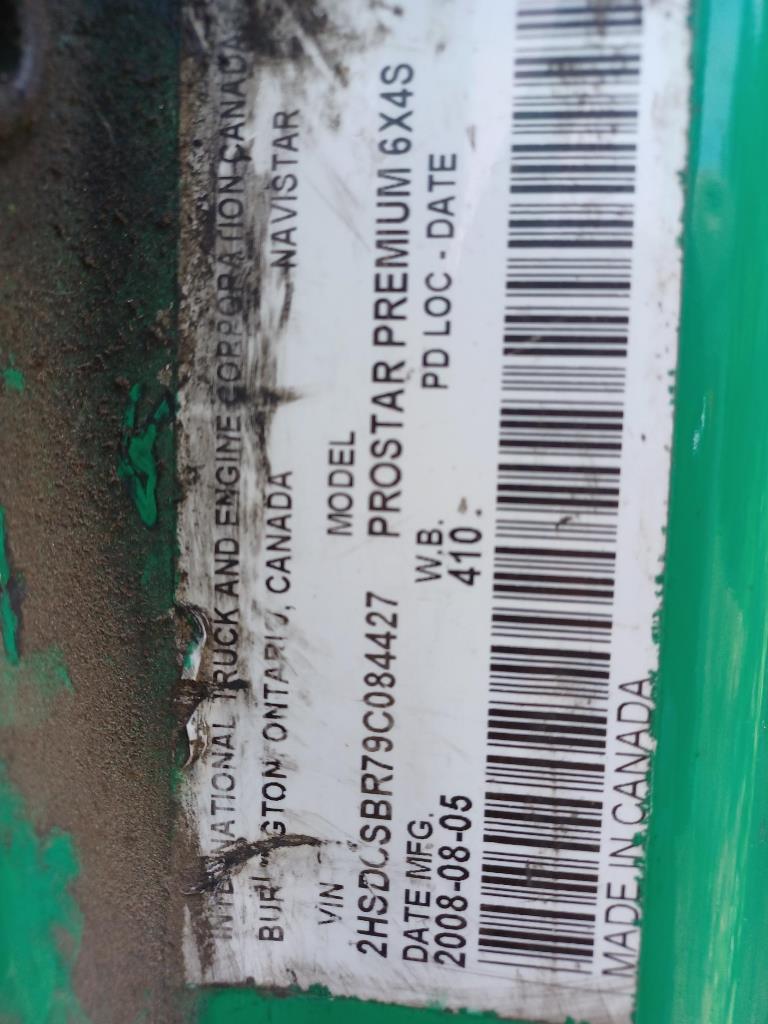 INTERNATIONAL TRUCK AND ENGINE CORPORATION CANADA
BURLINGTON, ONTARIO, CANADA NAVISTAR
VIN MODEL
2HSDCSBR79C084427 PROSTAR PREMIUM 6X4S
DATE MFG. W.B. PD LOC - DATE
2008-08-05 410.
MADE IN CANADA